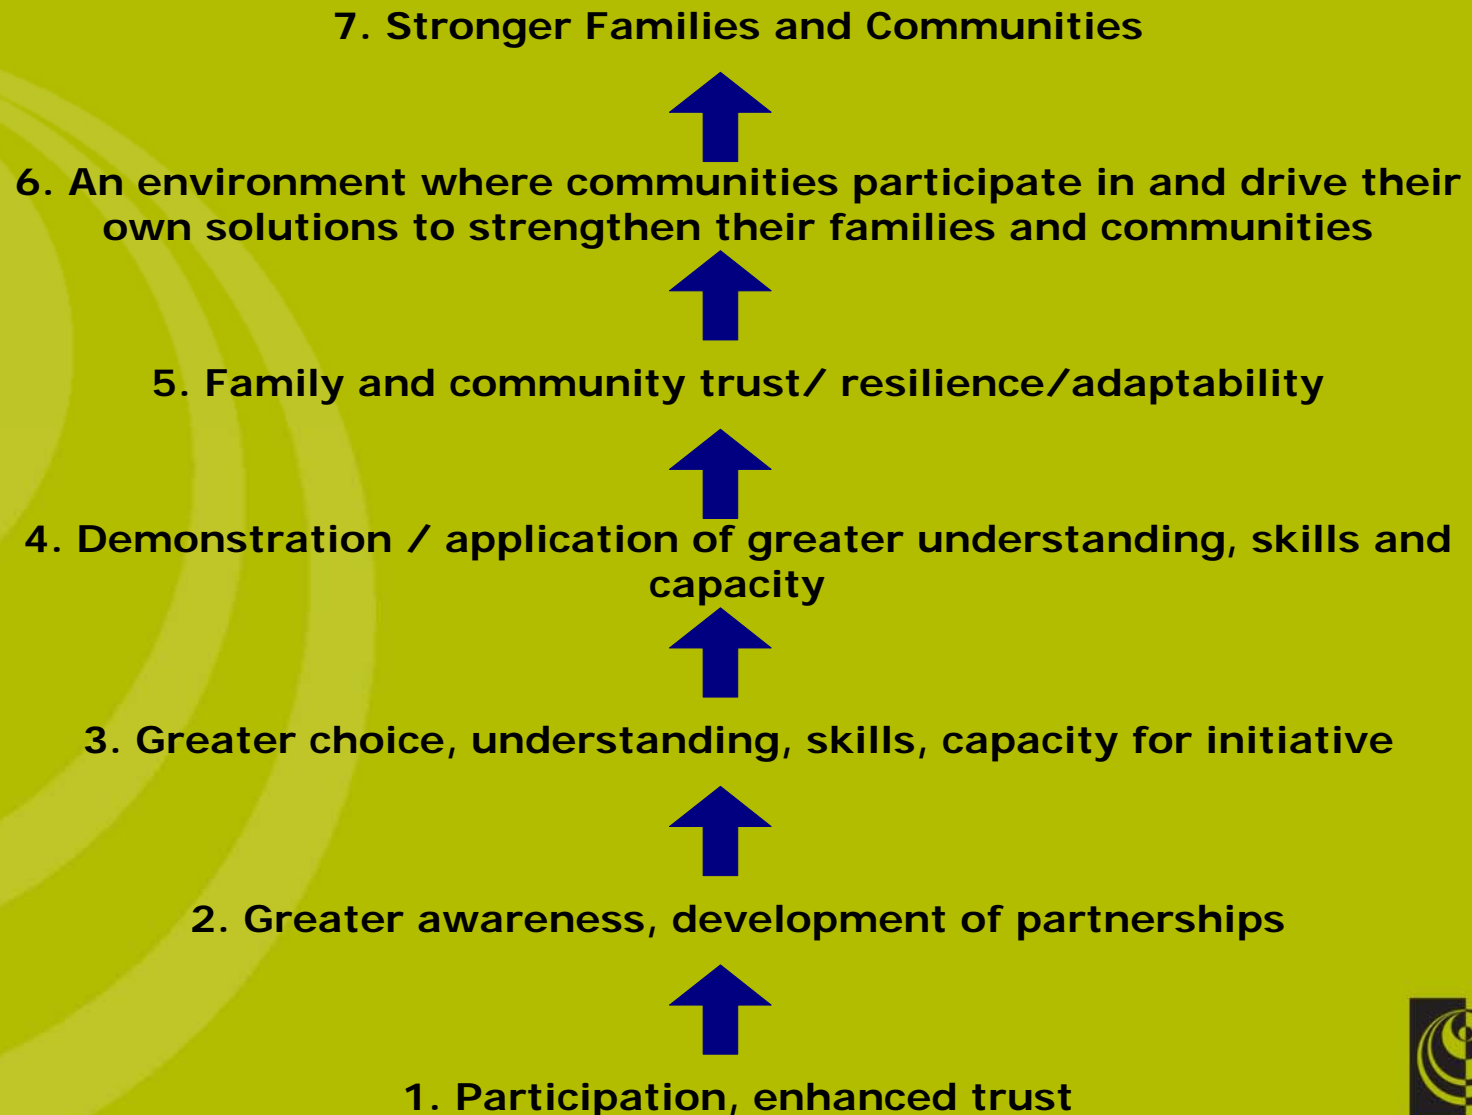 7. Stronger Families and Communities
6. An environment where communities participate in and drive their
own solutions to strengthen their families and communities
5. Family and community trust/ resilience/adaptability
4. Demonstration / application of greater understanding, skills and
capacity
3. Greater choice, understanding, skills, capacity for initiative
2. Greater awareness, development of partnerships
1. Participation, enhanced trust